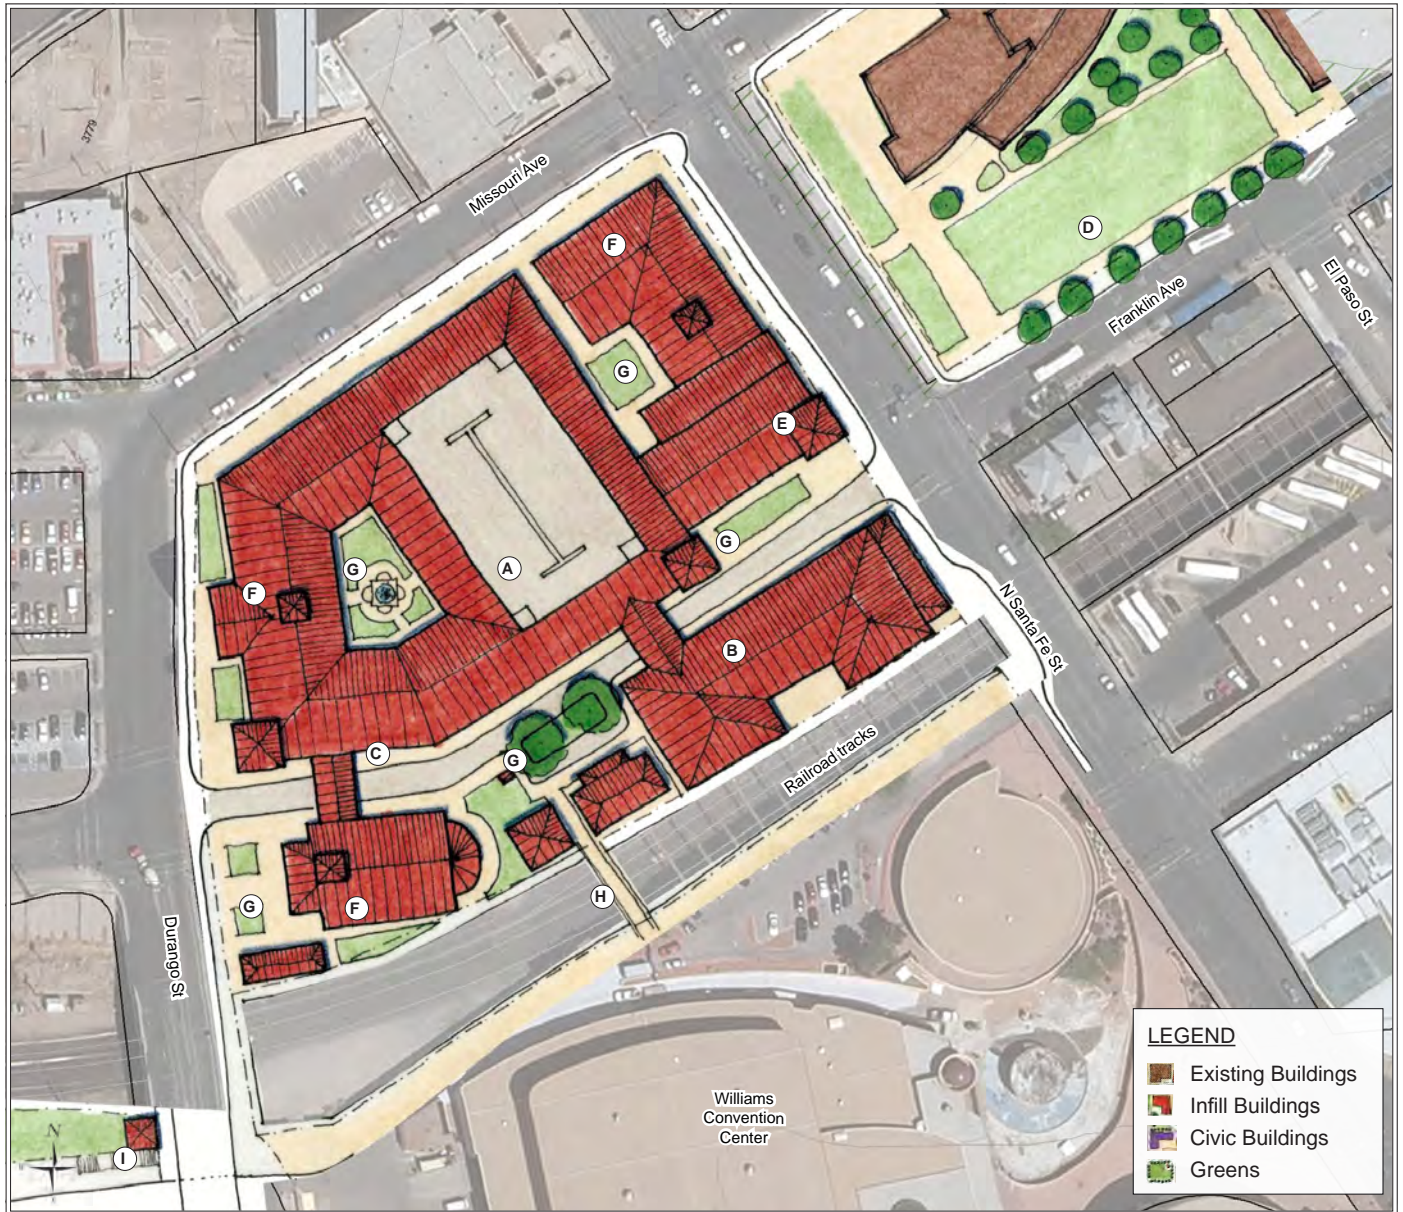 3779
Missouri Ave
F
D
El Paso St
Franklin Ave
G
E
A
G
F
G
N Santa Fe St
B
C
G
Railroad tracks
H
G
F
Durango St
LEGEND
Existing Buildings
Infill Buildings
Civic Buildings
Greens
Williams
Convention
Center
N
I